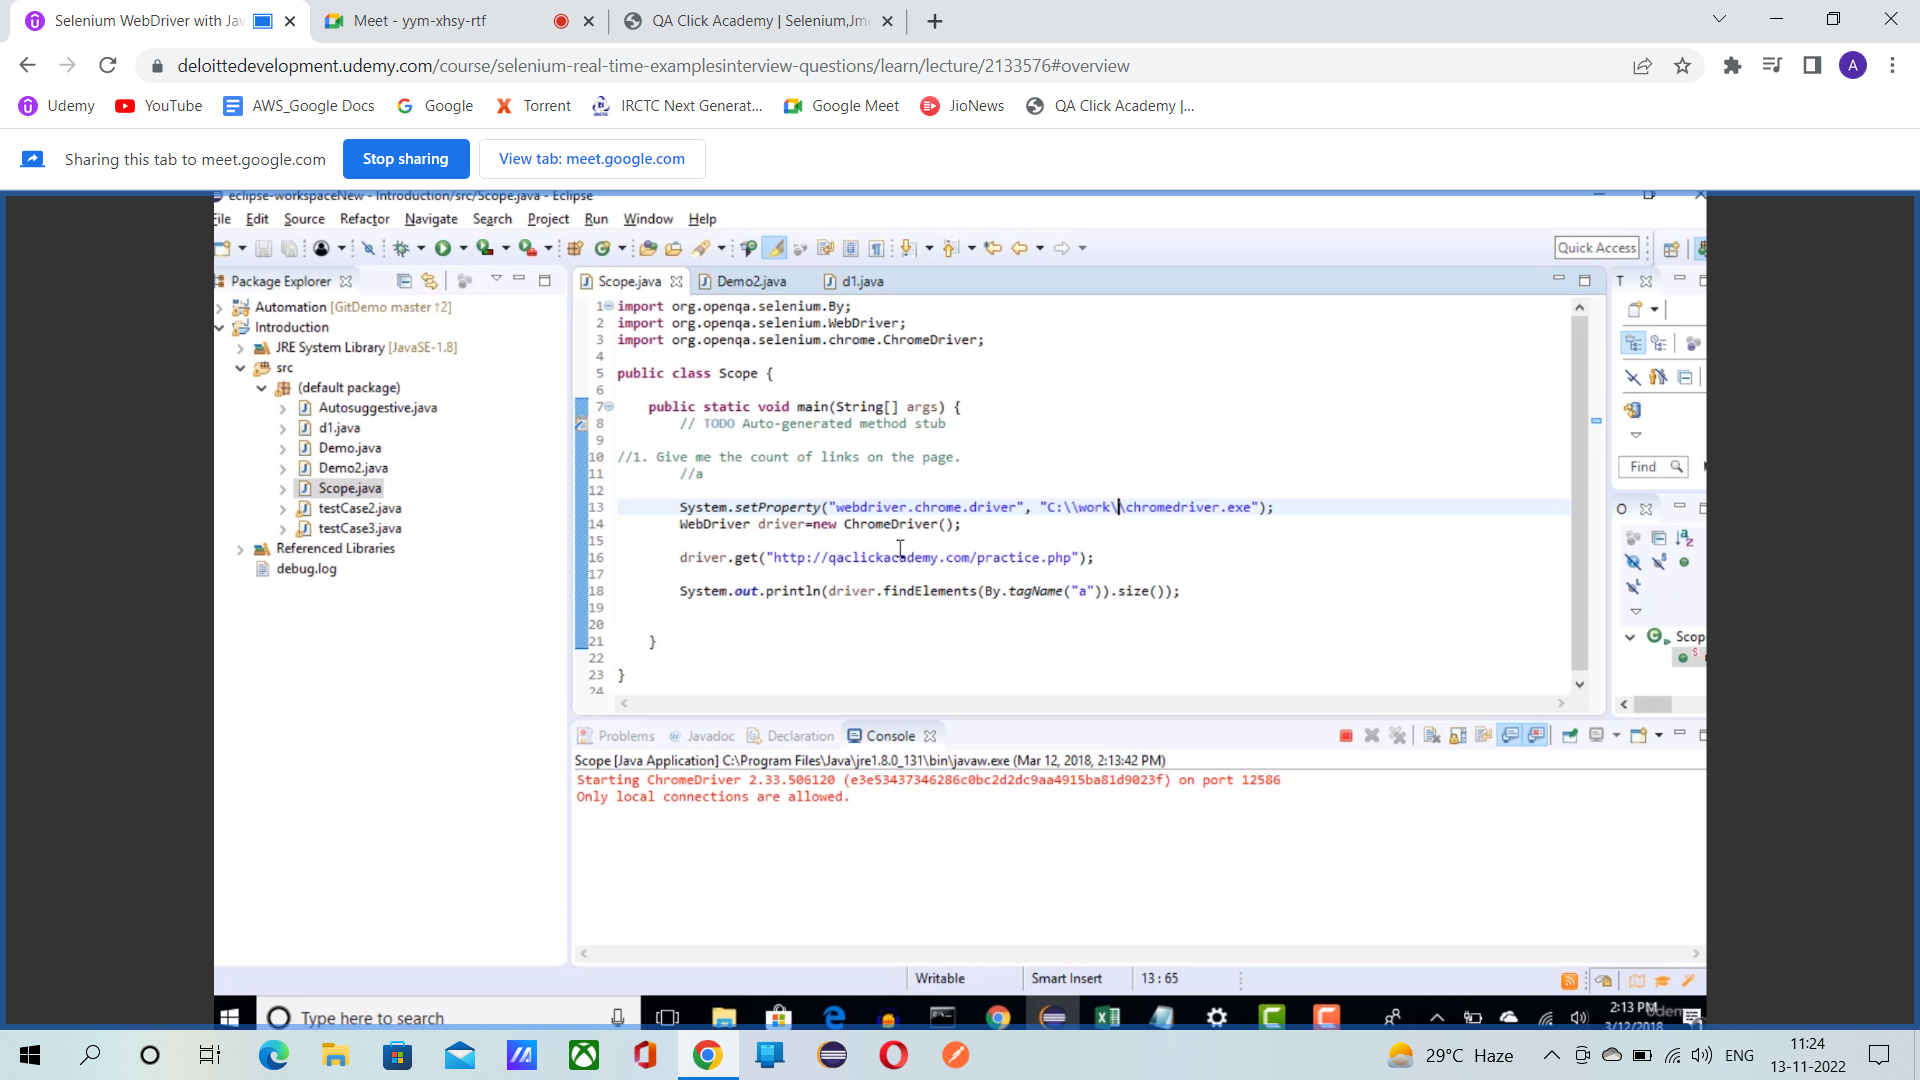 Selenium WebDriver with Jav
Meet - yym-xhsy-rtf
QA Click Academy | Selenium,Jme
deloittedevelopment.udemy.com/course/selenium-real-time-examplesinterview-questions/learn/lecture/2133576#overview
A
Udemy
YouTube
AWS_Google Docs
Google
Torrent
IRCTC Next Generat...
Google Meet
JioNews
QA Click Academy |...
Sharing this tab to meet.google.com
Stop sharing
View tab: meet.google.com
eclipse-workspaceNew - Introduction/src/Scope.java - Eclipse
File Edit Source Refactor Navigate Search Project Run Window Help
Quick Access
Package Explorer
Automation [GitDemo master ↑2]
Introduction
JRE System Library [JavaSE-1.8]
src
(default package)
Autosuggestive.java
d1.java
Demo.java
Demo2.java
Scope.java
testCase2.java
testCase3.java
Referenced Libraries
debug.log
Scope.java
Demo2.java
d1.java
1 import org.openqa.selenium.By;
2 import org.openqa.selenium.WebDriver;
3 import org.openqa.selenium.chrome.ChromeDriver;
4
5 public class Scope {
6
7 public static void main(String[] args) {
8 // TODO Auto-generated method stub
9
10 //1. Give me the count of links on the page.
11 //a
12
13 System.setProperty("webdriver.chrome.driver", "C:\\work\\chromedriver.exe");
14 WebDriver driver=new ChromeDriver();
15
16 driver.get("http://qaclickacademy.com/practice.php");
17
18 System.out.println(driver.findElements(By.tagName("a")).size());
19
20
21 }
22
23 }
24
T
Find
O
Scop
Problems
@ Javadoc
Declaration
Console
Scope [Java Application] C:\Program Files\Java\jre1.8.0_131\bin\javaw.exe (Mar 12, 2018, 2:13:42 PM)
Starting ChromeDriver 2.33.506120 (e3e53437346286c0bc2d2dc9aa4915ba81d9023f) on port 12586
Only local connections are allowed.
Writable
Smart Insert
13 : 65
Type here to search
2:13 PM
3/12/2018
29°C Haze
ENG
11:24
13-11-2022